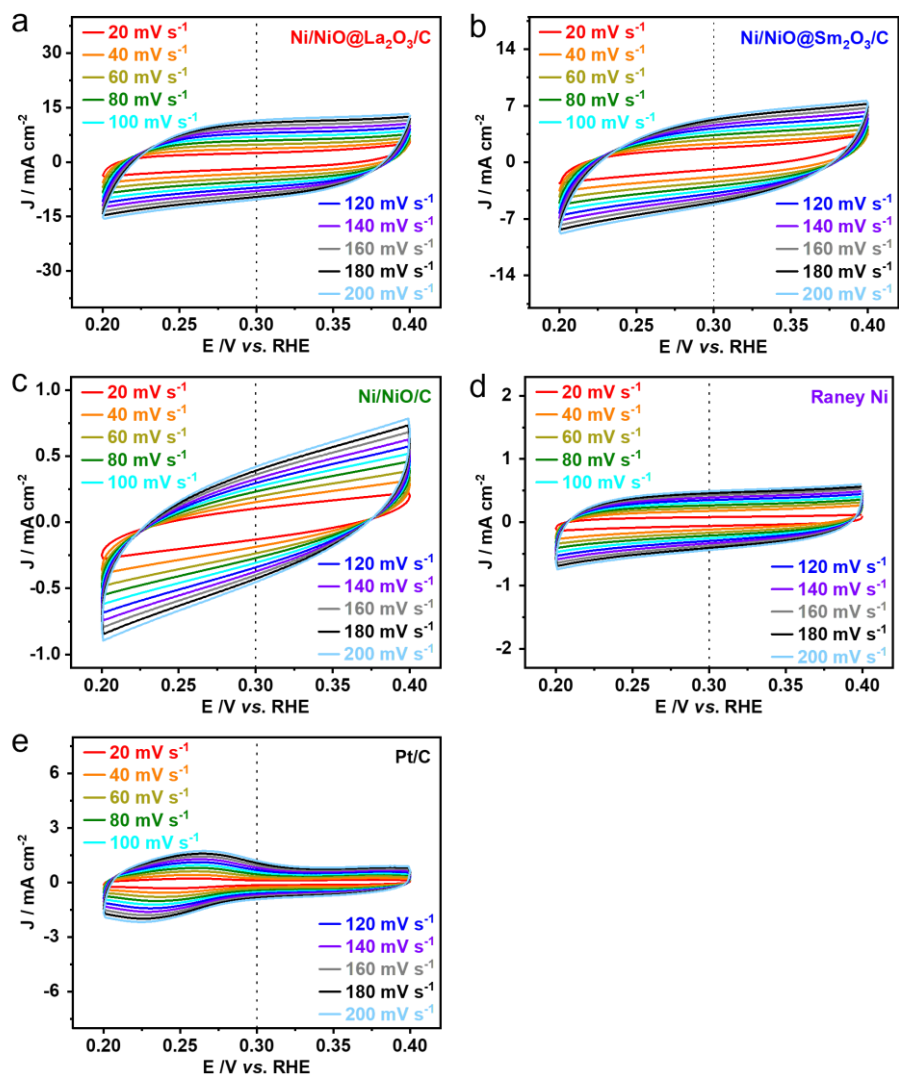 a
20 mV s⁻¹
40 mV s⁻¹
60 mV s⁻¹
80 mV s⁻¹
100 mV s⁻¹
Ni/NiO@La₂O₃/C
120 mV s⁻¹
140 mV s⁻¹
160 mV s⁻¹
180 mV s⁻¹
200 mV s⁻¹
30
15
0
-15
-30
J / mA cm⁻²
0.20 0.25 0.30 0.35 0.40
E /V vs. RHE
b
20 mV s⁻¹
40 mV s⁻¹
60 mV s⁻¹
80 mV s⁻¹
100 mV s⁻¹
Ni/NiO@Sm₂O₃/C
120 mV s⁻¹
140 mV s⁻¹
160 mV s⁻¹
180 mV s⁻¹
200 mV s⁻¹
14
7
0
-7
-14
J / mA cm⁻²
0.20 0.25 0.30 0.35 0.40
E /V vs. RHE
c
20 mV s⁻¹
40 mV s⁻¹
60 mV s⁻¹
80 mV s⁻¹
100 mV s⁻¹
Ni/NiO/C
120 mV s⁻¹
140 mV s⁻¹
160 mV s⁻¹
180 mV s⁻¹
200 mV s⁻¹
1.0
0.5
0.0
-0.5
-1.0
J / mA cm⁻²
0.20 0.25 0.30 0.35 0.40
E /V vs. RHE
d
20 mV s⁻¹
40 mV s⁻¹
60 mV s⁻¹
80 mV s⁻¹
100 mV s⁻¹
Raney Ni
120 mV s⁻¹
140 mV s⁻¹
160 mV s⁻¹
180 mV s⁻¹
200 mV s⁻¹
2
1
0
-1
-2
J / mA cm⁻²
0.20 0.25 0.30 0.35 0.40
E /V vs. RHE
e
20 mV s⁻¹
40 mV s⁻¹
60 mV s⁻¹
80 mV s⁻¹
100 mV s⁻¹
Pt/C
120 mV s⁻¹
140 mV s⁻¹
160 mV s⁻¹
180 mV s⁻¹
200 mV s⁻¹
6
3
0
-3
-6
J / mA cm⁻²
0.20 0.25 0.30 0.35 0.40
E /V vs. RHE